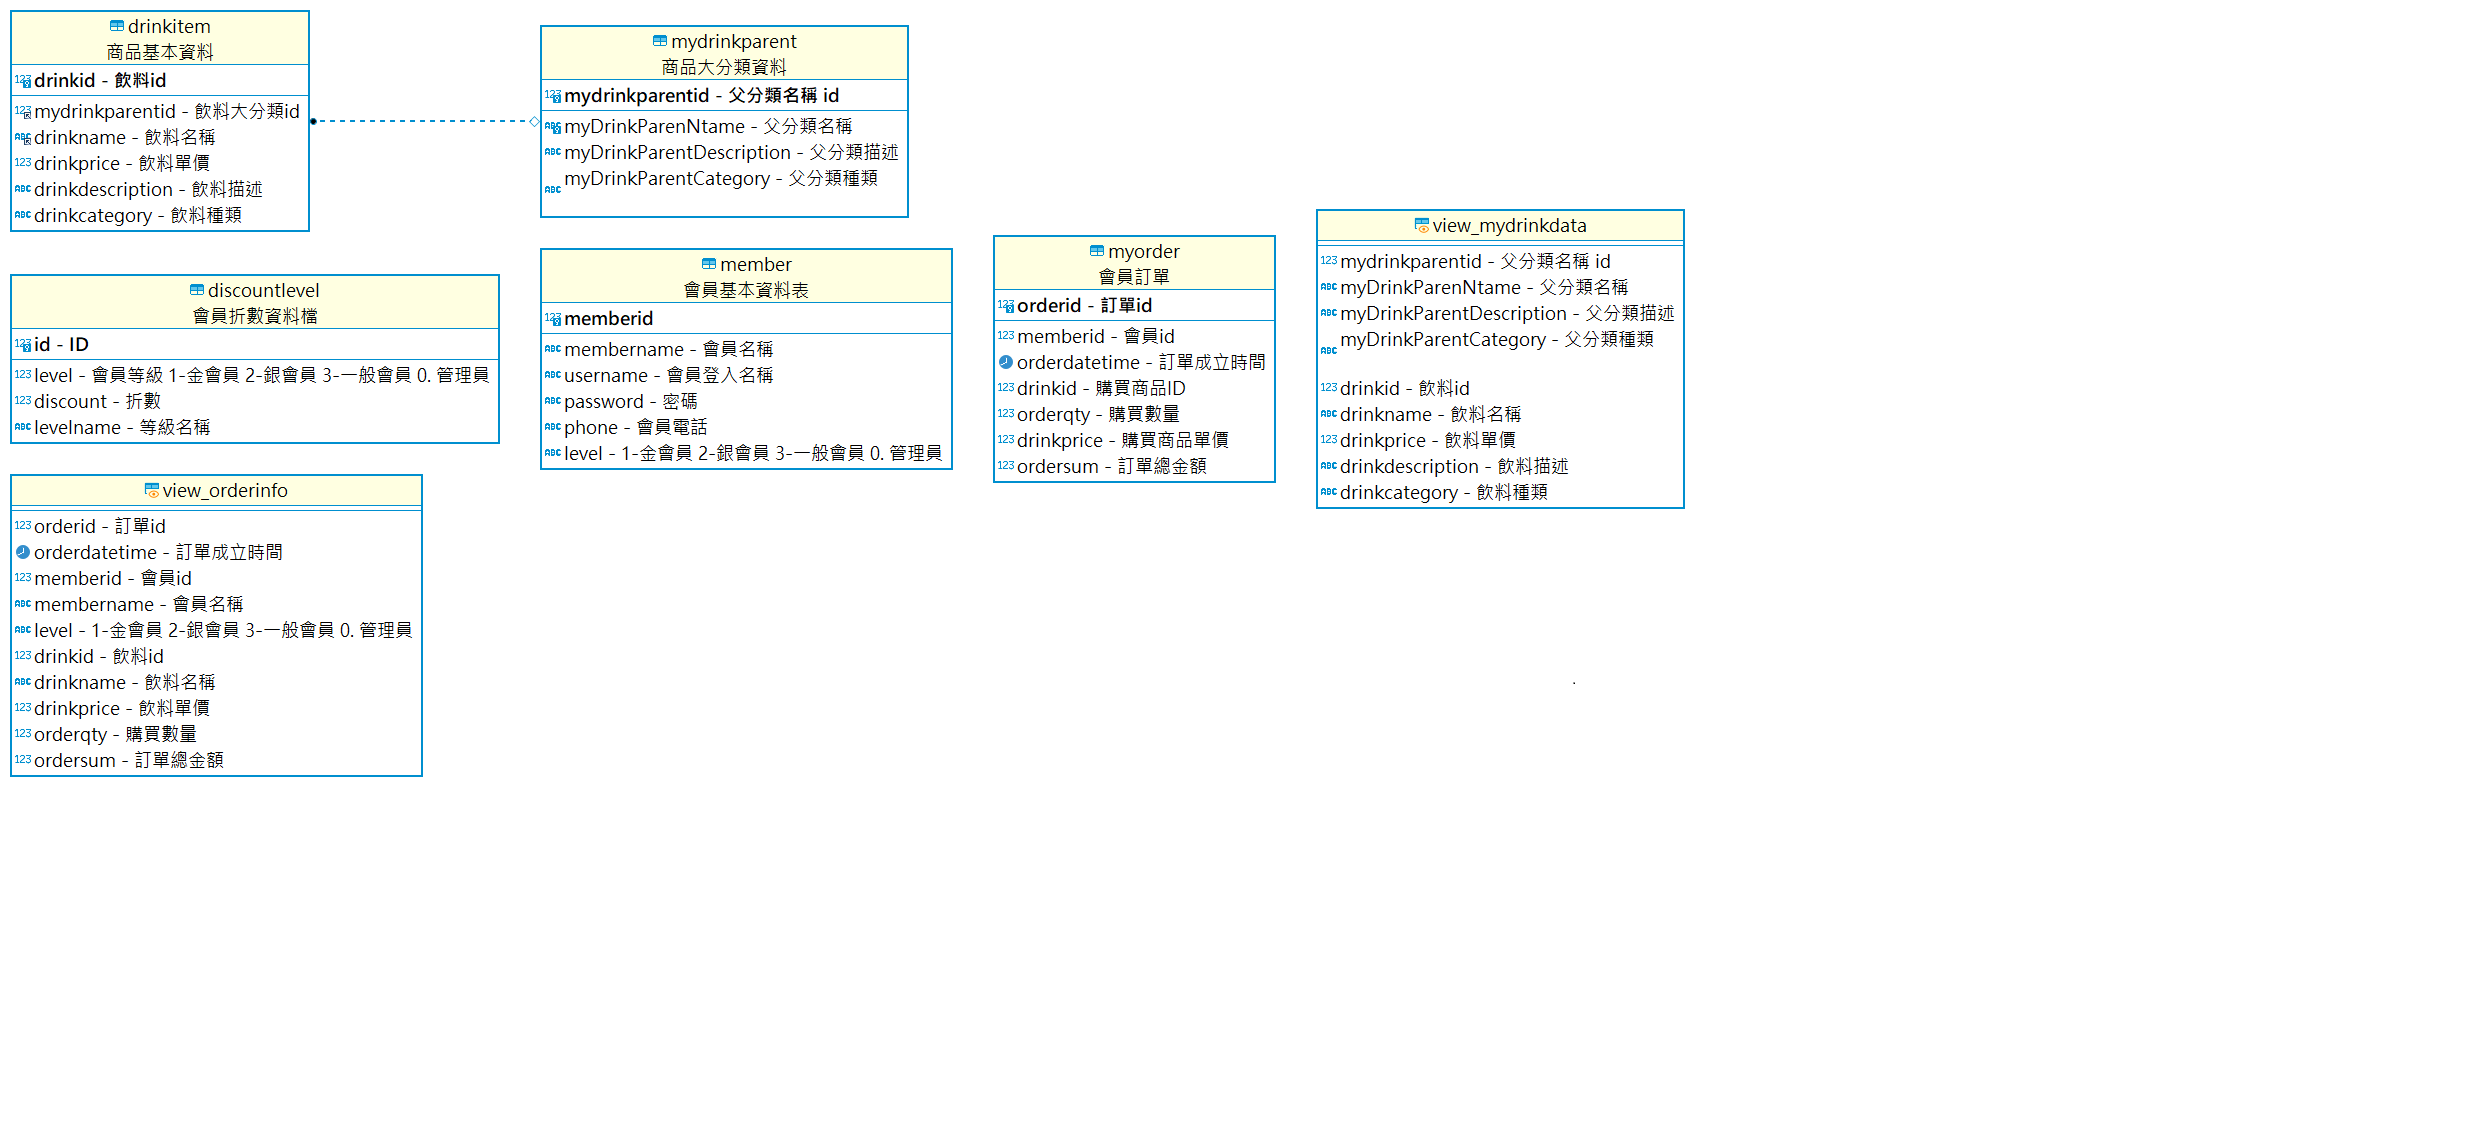 drinkitem
商品基本資料
drinkid - 飲料id
mydrinkparentid - 飲料大分類id
drinkname - 飲料名稱
drinkprice - 飲料單價
drinkdescription - 飲料描述
drinkcategory - 飲料種類
mydrinkparent
商品大分類資料
mydrinkparentid - 父分類名稱 id
myDrinkParenNtame - 父分類名稱
myDrinkParentDescription - 父分類描述
myDrinkParentCategory - 父分類種類
discountlevel
會員折數資料檔
id - ID
level - 會員等級 1-金會員 2-銀會員 3-一般會員 0. 管理員
discount - 折數
levelname - 等級名稱
member
會員基本資料表
memberid
membername - 會員名稱
username - 會員登入名稱
password - 密碼
phone - 會員電話
level - 1-金會員 2-銀會員 3-一般會員 0. 管理員
myorder
會員訂單
orderid - 訂單id
memberid - 會員id
orderdatetime - 訂單成立時間
drinkid - 購買商品ID
orderqty - 購買數量
drinkprice - 購買商品單價
ordersum - 訂單總金額
view_mydrinkdata
mydrinkparentid - 父分類名稱 id
myDrinkParenNtame - 父分類名稱
myDrinkParentDescription - 父分類描述
myDrinkParentCategory - 父分類種類
drinkid - 飲料id
drinkname - 飲料名稱
drinkprice - 飲料單價
drinkdescription - 飲料描述
drinkcategory - 飲料種類
view_orderinfo
orderid - 訂單id
orderdatetime - 訂單成立時間
memberid - 會員id
membername - 會員名稱
level - 1-金會員 2-銀會員 3-一般會員 0. 管理員
drinkid - 飲料id
drinkname - 飲料名稱
drinkprice - 飲料單價
orderqty - 購買數量
ordersum - 訂單總金額